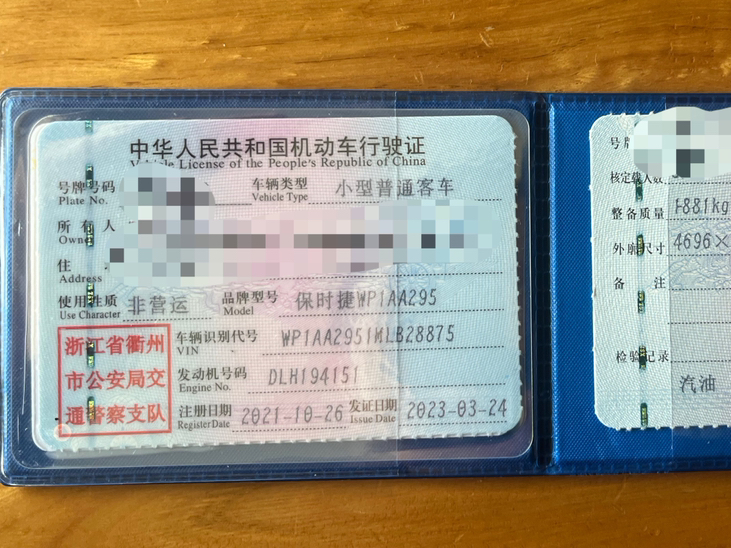 中华人民共和国机动车行驶证
Vehicle License of the People's Republic of China
号牌号码
Plate No.
车辆类型 小型普通客车
Vehicle Type
所有人
Owner
住
Address
使用性质 非营运
Use Character
品牌型号 保时捷WP1AA295
Model
浙江省衢州
市公安局交
通警察支队
车辆识别代号 WP1AA2951MLB28875
VIN
发动机号码 DLH194151
Engine No.
注册日期 2021-10-26
Register Date
发证日期 2023-03-24
Issue Date
号牌
核定载人数
整备质量 1881kg
外廓尺寸 4696×
备注
检验记录
汽油